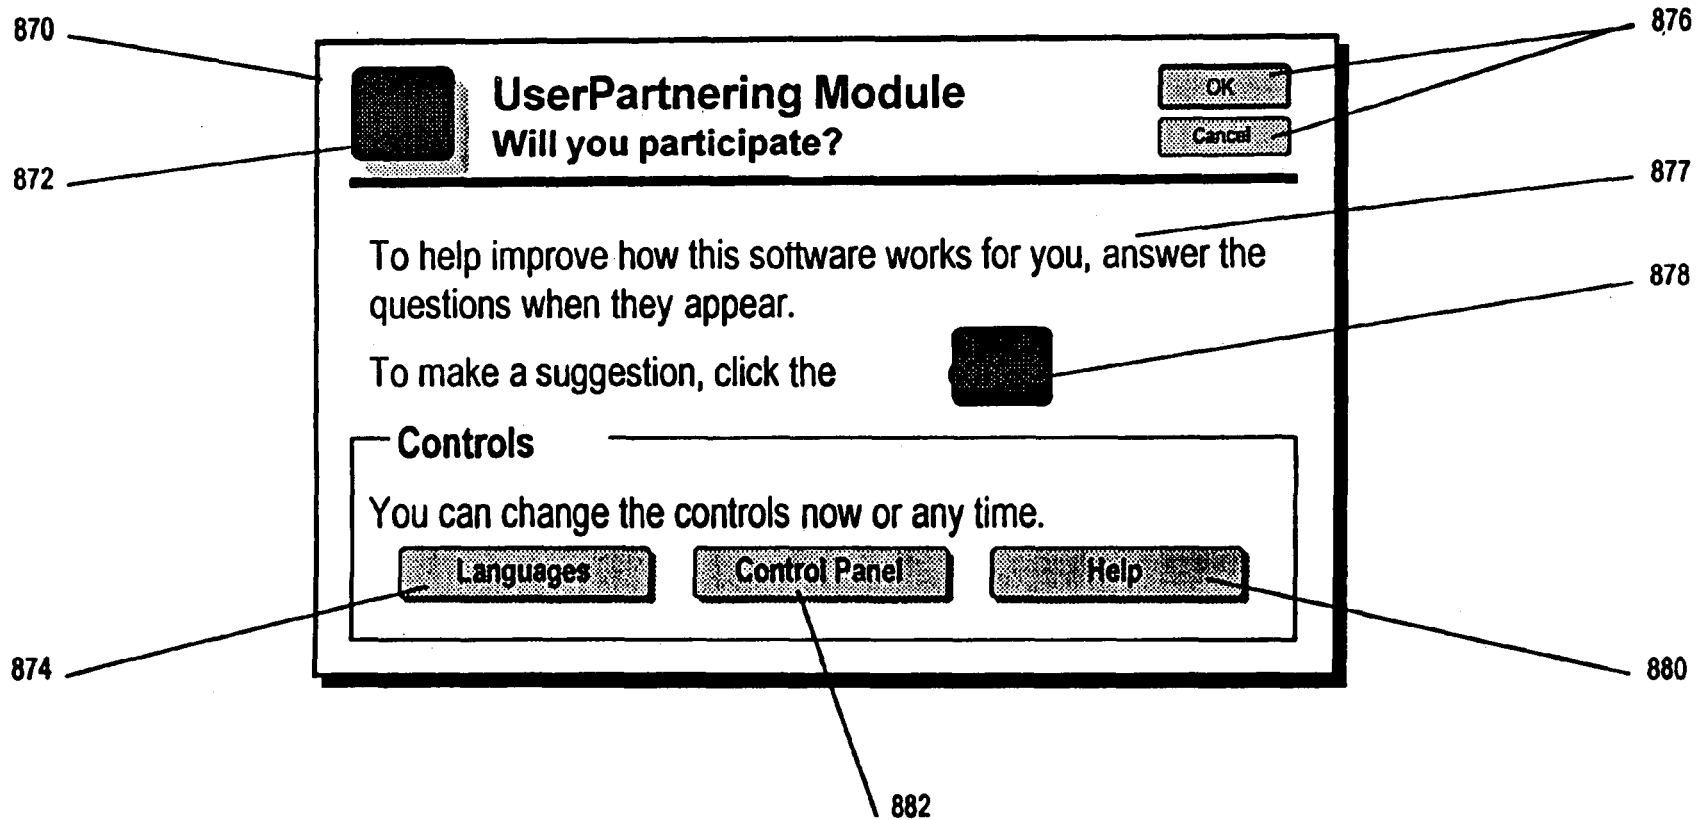 870
876
UserPartnering Module
OK
Will you participate?
Cancel
872
877
To help improve how this software works for you, answer the
questions when they appear.
878
To make a suggestion, click the
Controls
You can change the controls now or any time.
Languages
Control Panel
Help
874
880
882